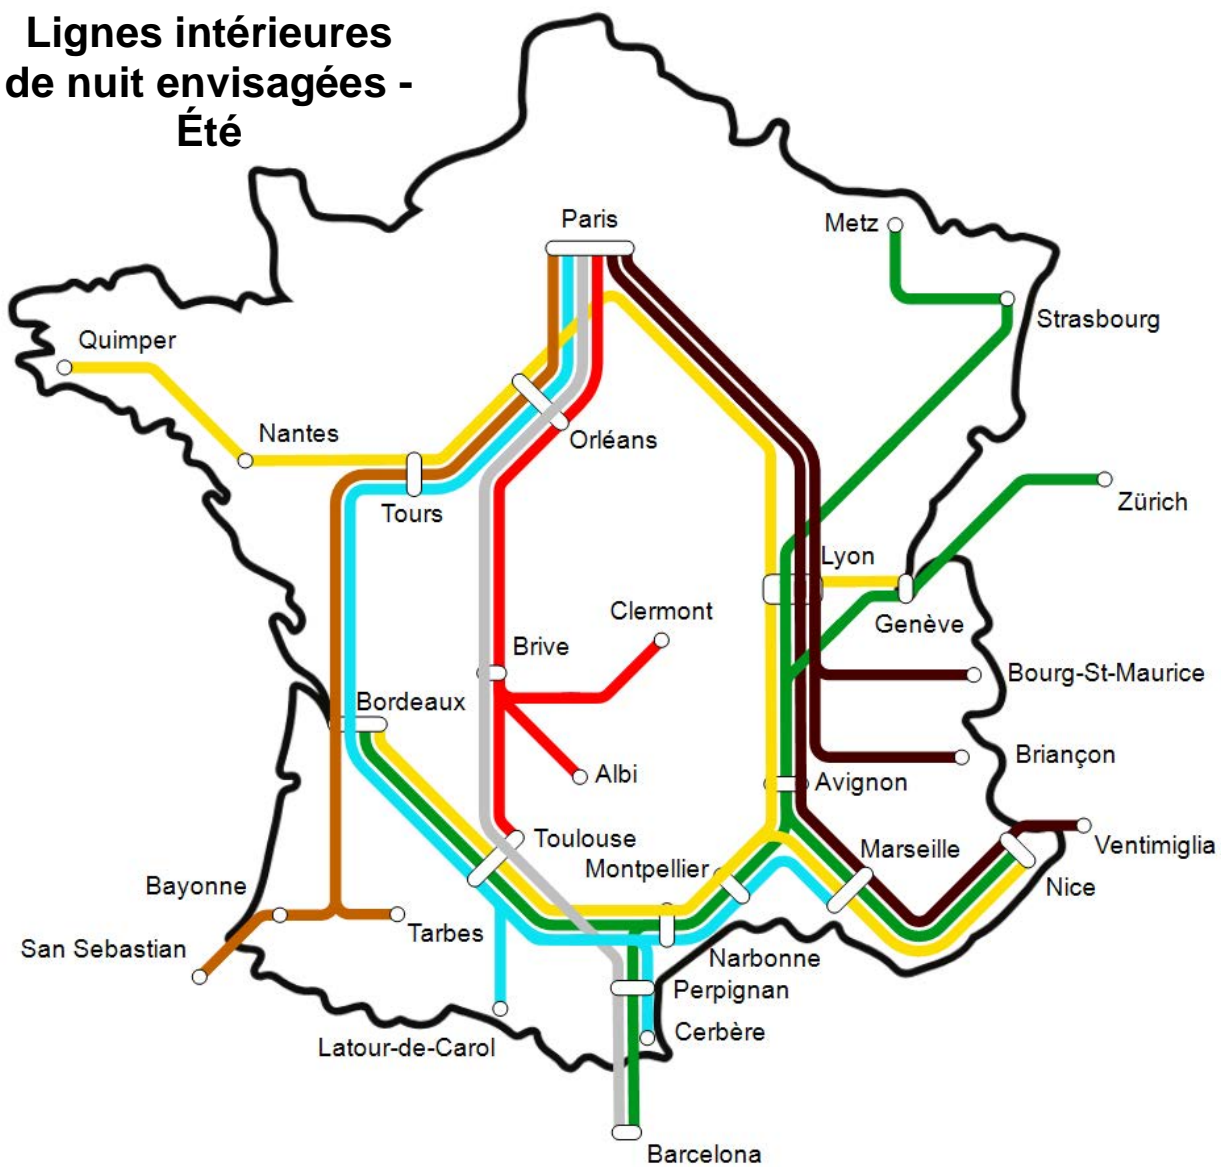 Lignes intérieures
de nuit envisagées -
Été
Paris
Metz
Strasbourg
Quimper
Nantes
Orléans
Tours
Zürich
Lyon
Genève
Clermont
Brive
Bourg-St-Maurice
Bordeaux
Briançon
Albi
Avignon
Toulouse
Marseille
Ventimiglia
Montpellier
Nice
Bayonne
Tarbes
San Sebastian
Narbonne
Perpignan
Cerbère
Latour-de-Carol
Barcelona